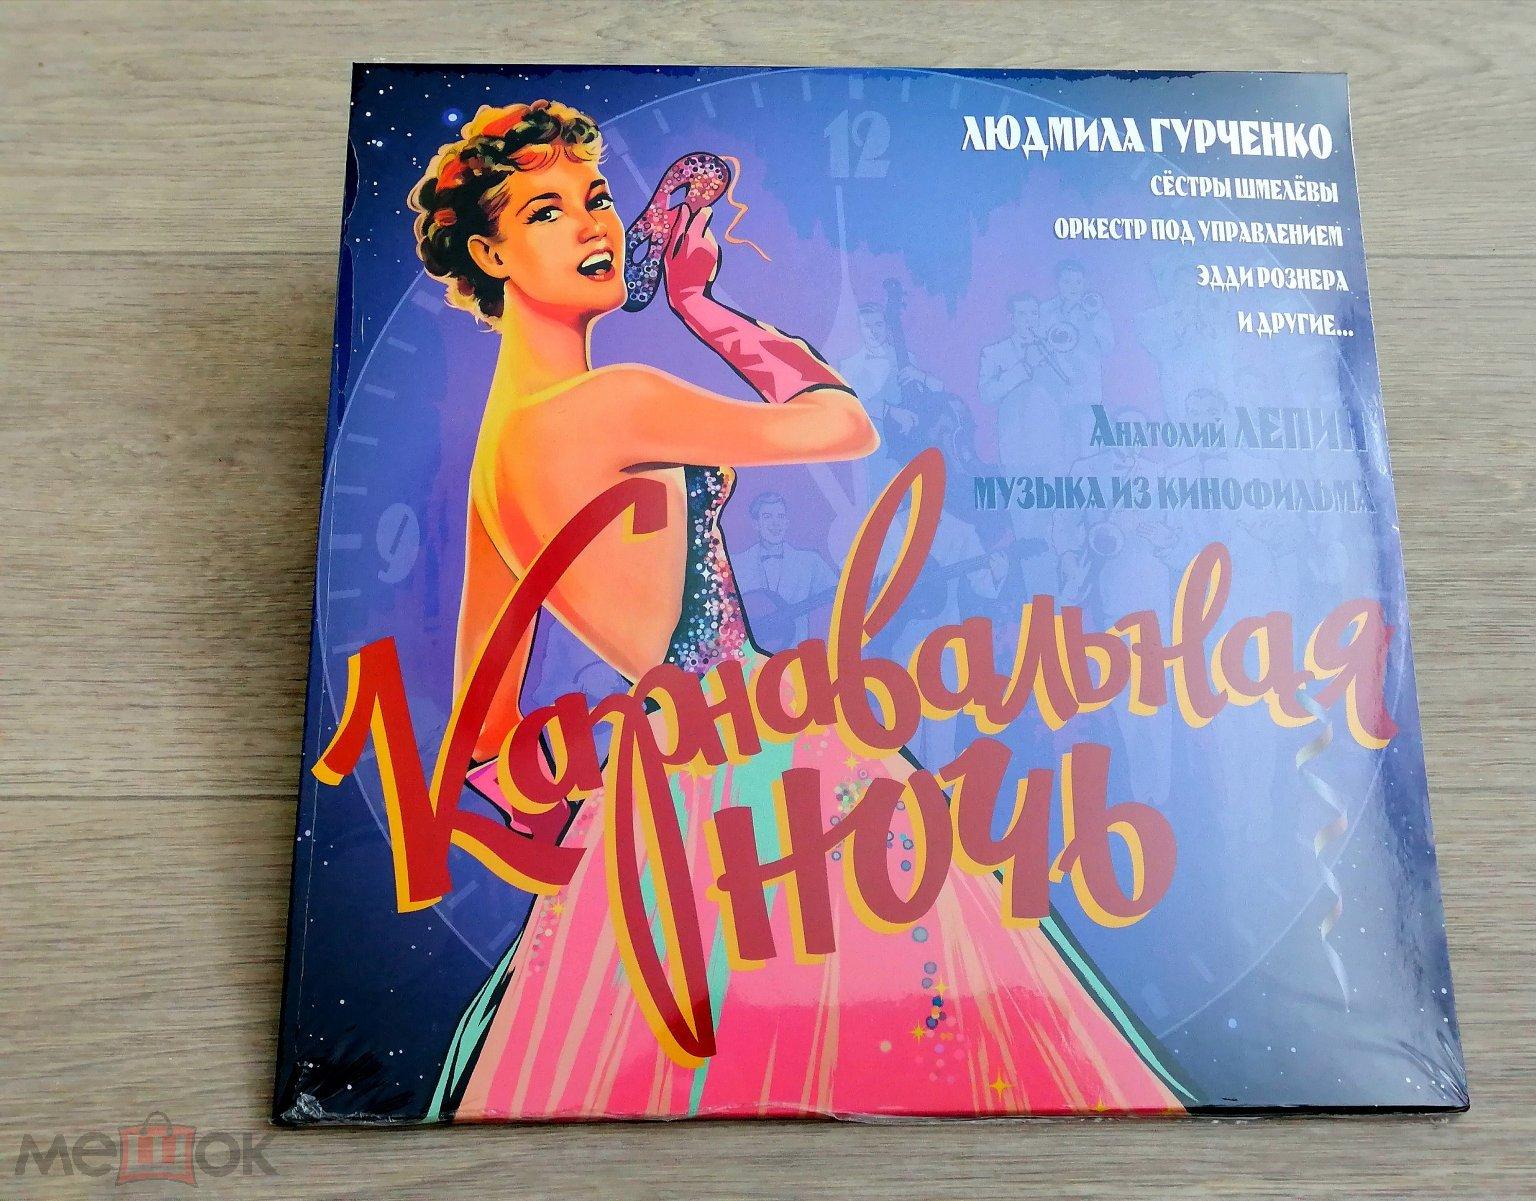 12
ЛЮДМИЛА ГУРЧЕНКО
СЁСТРЫ ШМЕЛЁВЫ
ОРКЕСТР ПОД УПРАВЛЕНИЕМ
ЭДДИ РОЗНЕРА
И ДРУГИЕ...
Анатолий ЛЕПИН
МУЗЫКА ИЗ КИНОФИЛЬМА
9
Карнавальная
ночь
мешок